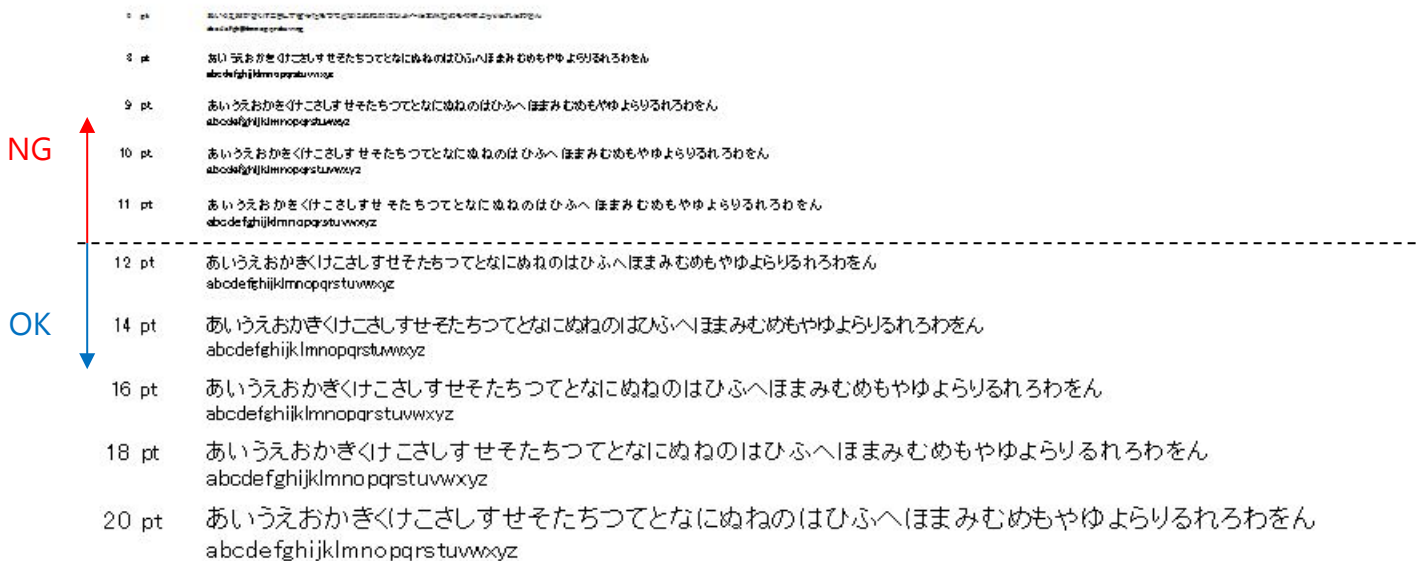 8 pt あいうえおかきくけこさしすせそたちつてとなにぬねのはひふへほまみむめもやゆよらりるれろわをん
abcdefghijklmnopqrstuvwxyz
9 pt あいうえおかきくけこさしすせそたちつてとなにぬねのはひふへほまみむめもやゆよらりるれろわをん
abcdefghijklmnopqrstuvwxyz
NG
10 pt あいうえおかきくけこさしすせそたちつてとなにぬねのはひふへほまみむめもやゆよらりるれろわをん
abcdefghijklmnopqrstuvwxyz
11 pt あいうえおかきくけこさしすせそたちつてとなにぬねのはひふへほまみむめもやゆよらりるれろわをん
abcdefghijklmnopqrstuvwxyz
12 pt あいうえおかきくけこさしすせそたちつてとなにぬねのはひふへほまみむめもやゆよらりるれろわをん
abcdefghijklmnopqrstuvwxyz
OK
14 pt あいうえおかきくけこさしすせそたちつてとなにぬねのはひふへほまみむめもやゆよらりるれろわをん
abcdefghijklmnopqrstuvwxyz
16 pt あいうえおかきくけこさしすせそたちつてとなにぬねのはひふへほまみむめもやゆよらりるれろわをん
abcdefghijklmnopqrstuvwxyz
18 pt あいうえおかきくけこさしすせそたちつてとなにぬねのはひふへほまみむめもやゆよらりるれろわをん
abcdefghijklmnopqrstuvwxyz
20 pt あいうえおかきくけこさしすせそたちつてとなにぬねのはひふへほまみむめもやゆよらりるれろわをん
abcdefghijklmnopqrstuvwxyz